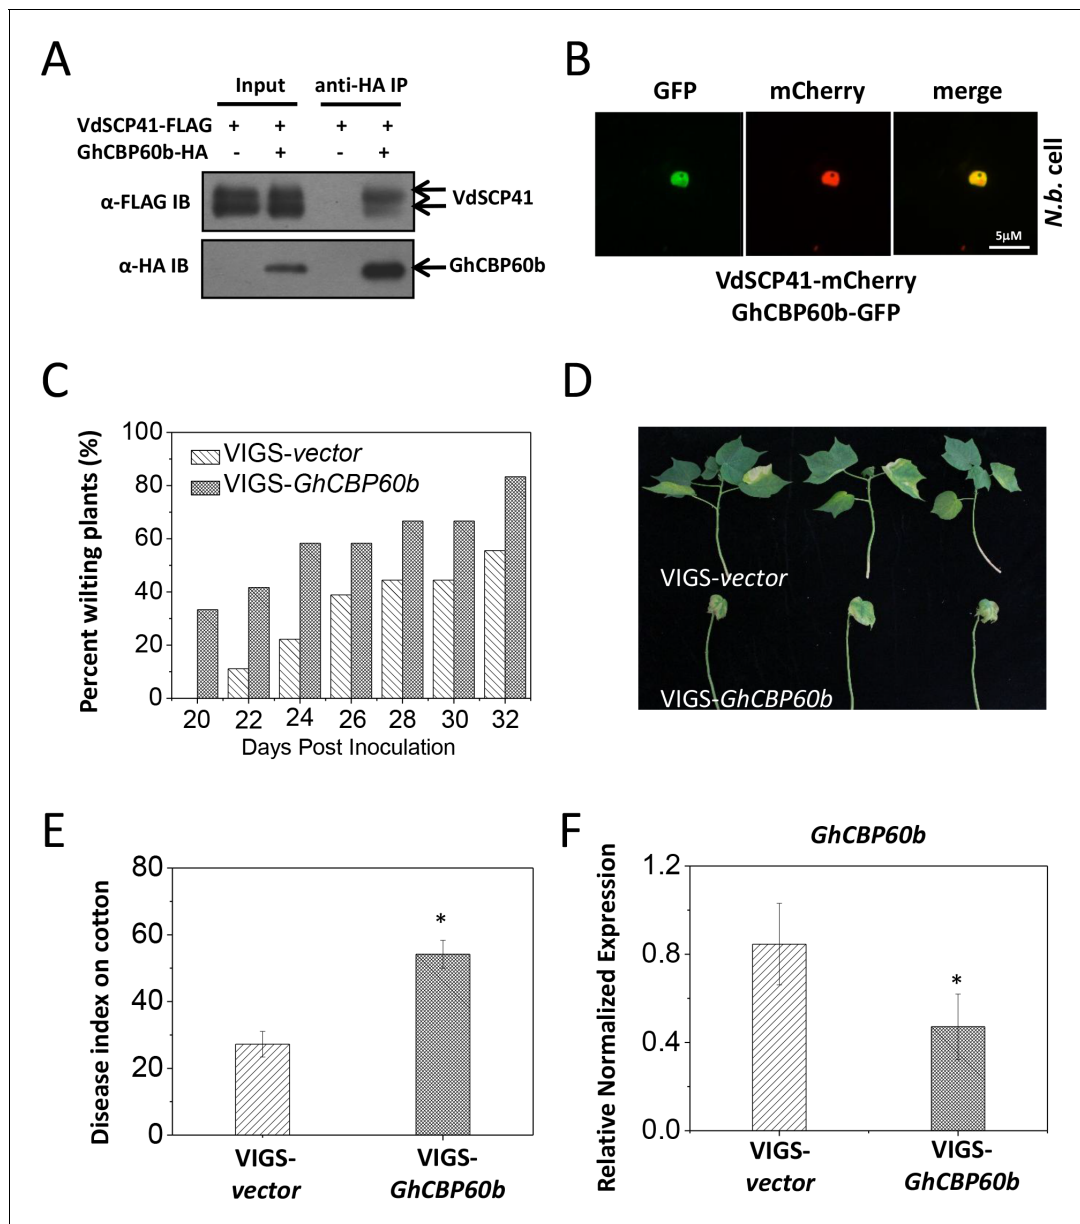 A
Input anti-HA IP
VdSCP41-FLAG + + + +
GhCBP60b-HA - + - +
α-FLAG IB VdSCP41
α-HA IB GhCBP60b
B
GFP mCherry merge
N.b. cell
5μM
VdSCP41-mCherry
GhCBP60b-GFP
C
Percent wilting plants (%)
100
80
60
40
20
0
VIGS-vector
VIGS-GhCBP60b
20 22 24 26 28 30 32
Days Post Inoculation
D
VIGS-vector
VIGS-GhCBP60b
E
Disease index on cotton
80
60
40
20
0
*
VIGS-
vector
VIGS-
GhCBP60b
F
GhCBP60b
Relative Normalized Expression
1.2
0.8
0.4
0.0
*
VIGS-
vector
VIGS-
GhCBP60b